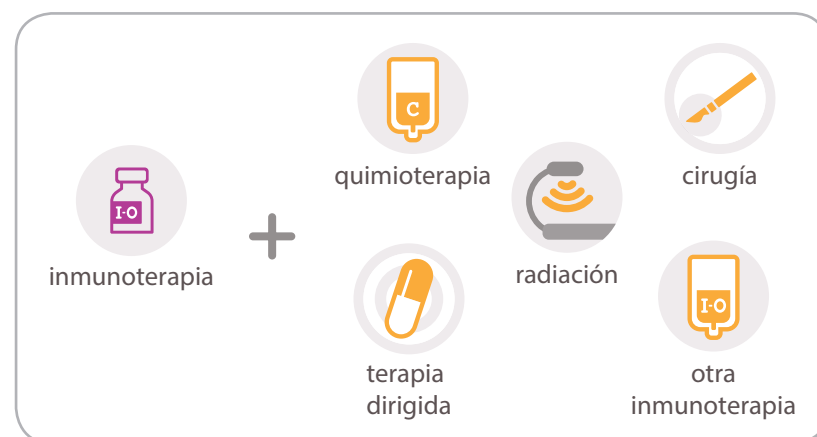 I-O
inmunoterapia
+
C
quimioterapia
terapia
dirigida
radiación
cirugía
I-O
otra
inmunoterapia